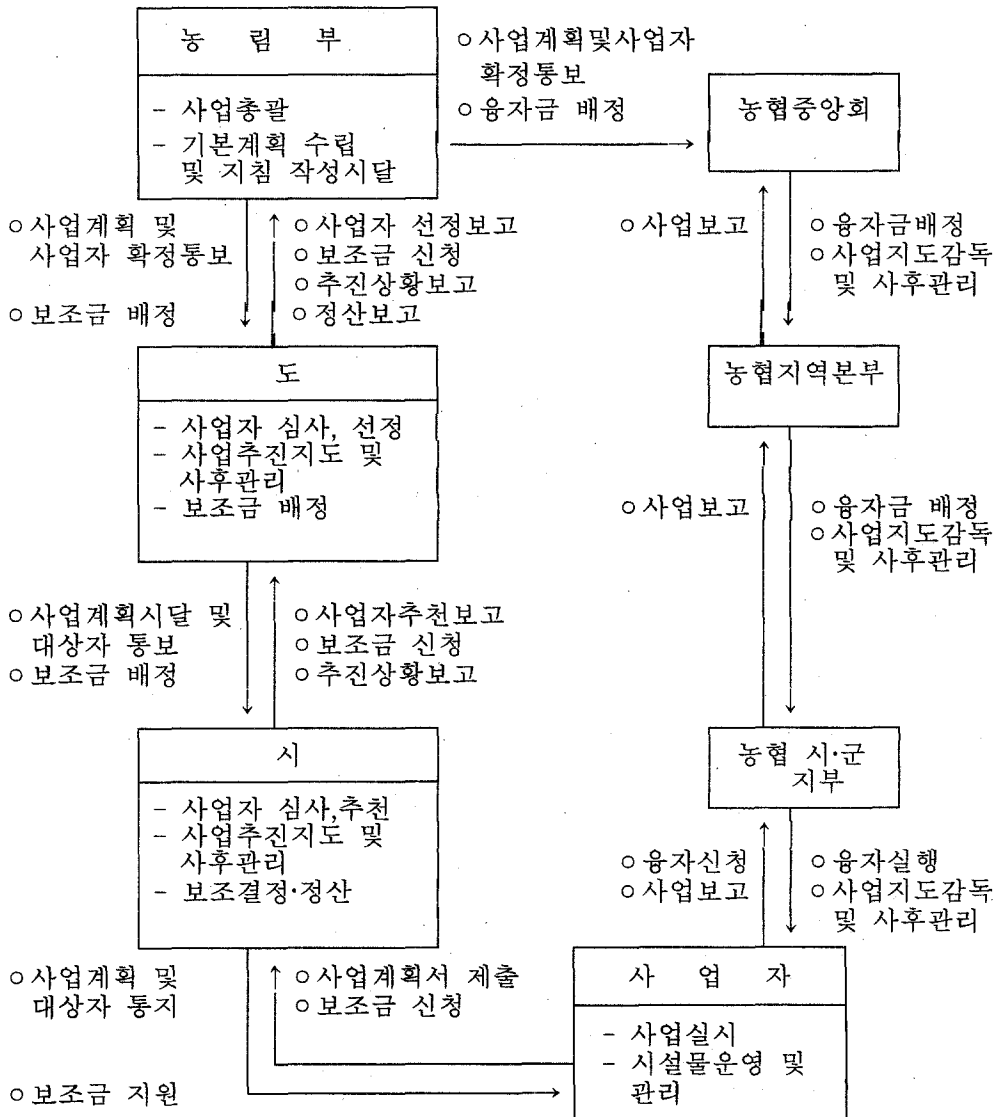 농 림 부
- 사업총괄
- 기본계획 수립
및 지침 작성시달
○ 사업계획및사업자
확정통보
○ 융자금 배정
농협중앙회
○ 사업계획 및
사업자 확정통보
○ 보조금 배정
○ 사업자 선정보고
○ 보조금 신청
○ 추진상황보고
○ 정산보고
○ 사업보고
○ 융자금배정
○ 사업지도감독
및 사후관리
도
- 사업자 심사, 선정
- 사업추진지도 및
사후관리
- 보조금 배정
농협지역본부
○ 사업보고
○ 융자금 배정
○ 사업지도감독
및 사후관리
○ 사업계획시달 및
대상자 통보
○ 보조금 배정
○ 사업자추천보고
○ 보조금 신청
○ 추진상황보고
시
- 사업자 심사,추천
- 사업추진지도 및
사후관리
- 보조결정·정산
농협 시·군
지부
○ 융자신청
○ 사업보고
○ 융자실행
○ 사업지도감독
및 사후관리
○ 사업계획 및
대상자 통지
○ 보조금 지원
○ 사업계획서 제출
○ 보조금 신청
사 업 자
- 사업실시
- 시설물운영 및
관리